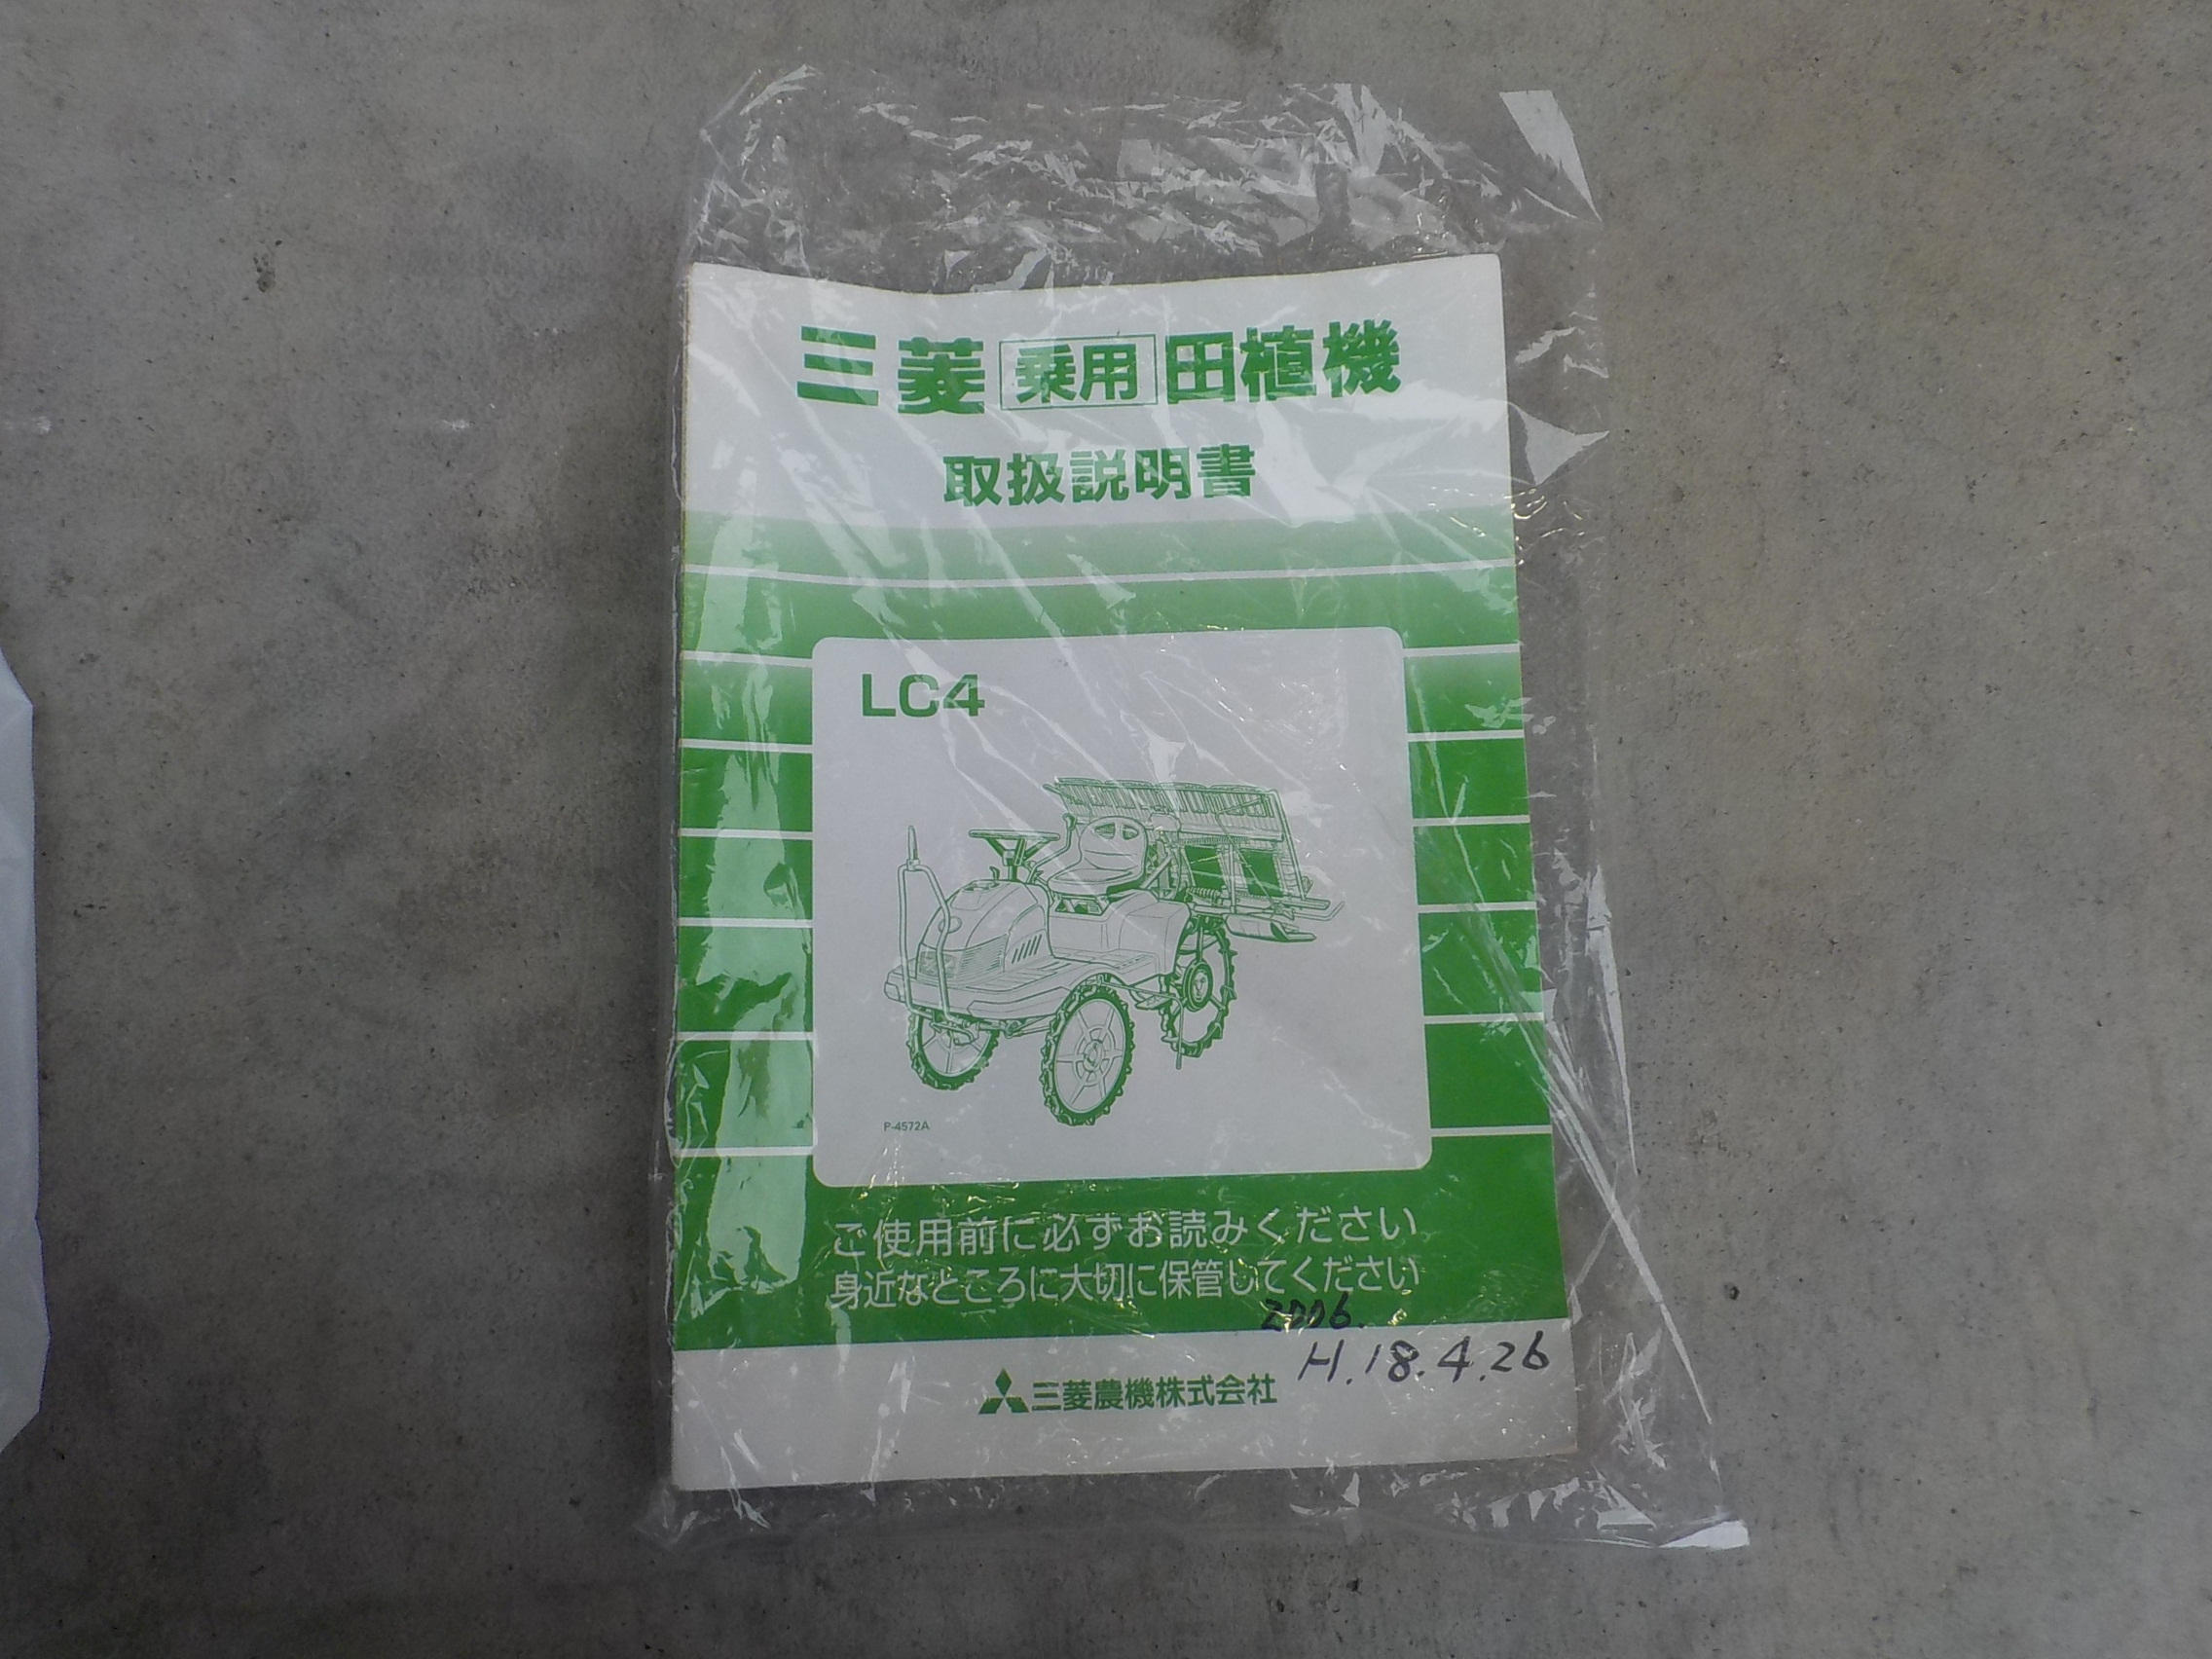 三菱 乗用 田植機
取扱説明書
LC4
P-4572A
ご使用前に必ずお読みください
身近なところに大切に保管してください
2006.
H.18.4.26
三菱農機株式会社